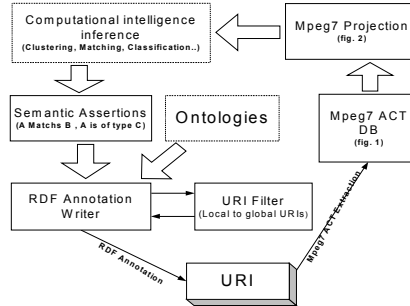 Computational intelligence
inference
(Clustering, Matching, Classification..)
Mpeg7 Projection
(fig. 2)
Semantic Assertions
(A Matchs B , A is of type C)
Ontologies
Mpeg7 ACT
DB
(fig. 1)
RDF Annotation
Writer
URI Filter
(Local to global URIs)
RDF Annotation
Mpeg7 ACT Extraction
URI